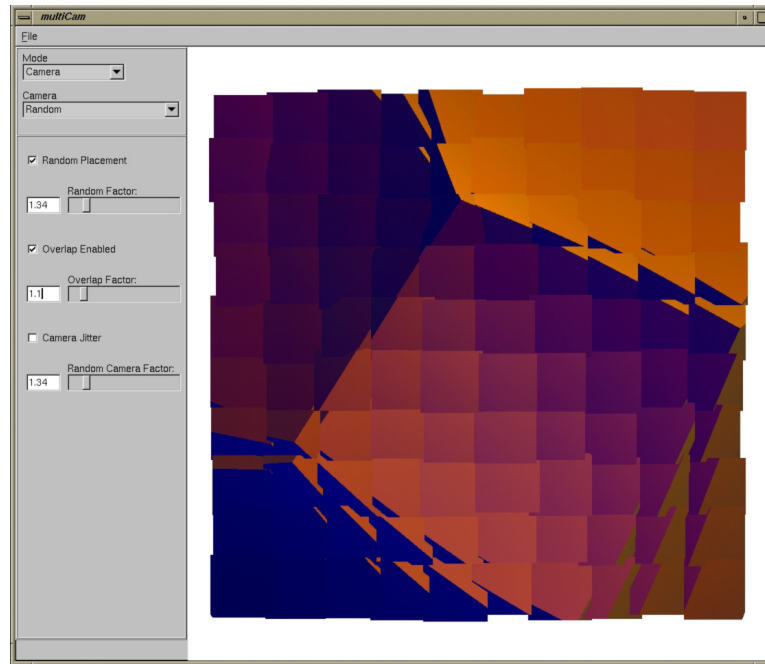 multiCam
File
Mode
Camera
Camera
Random
Random Placement
Random Factor:
1.34
Overlap Enabled
Overlap Factor:
1.1
Camera Jitter
Random Camera Factor:
1.34